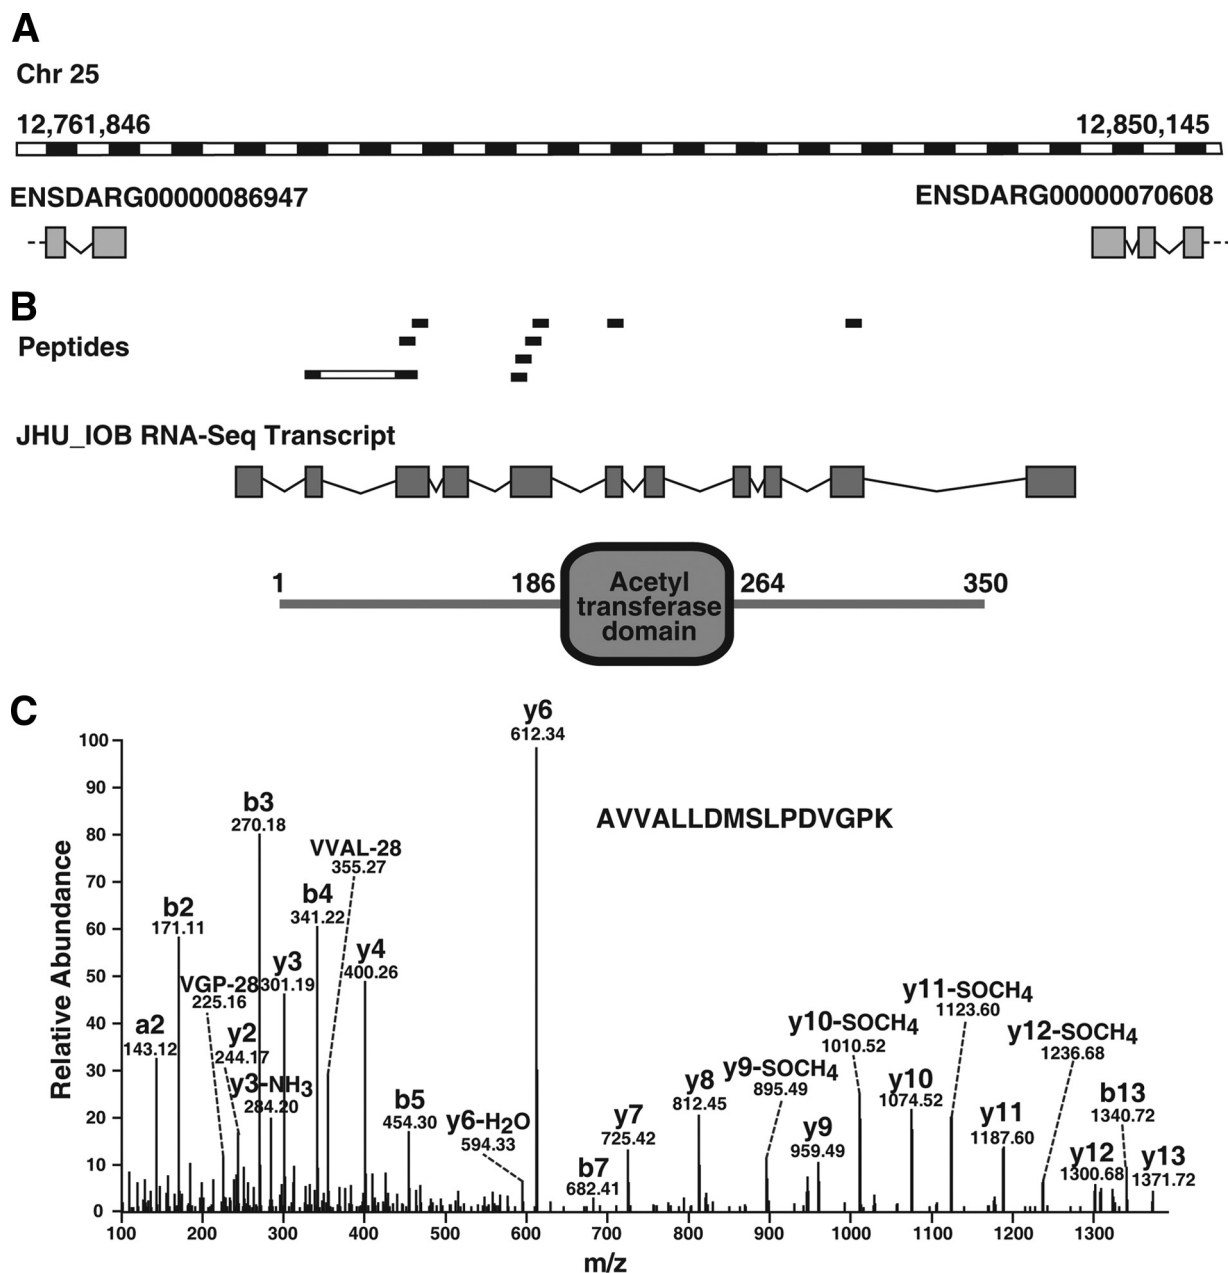 A
Chr 25
12,761,846 12,850,145
ENSDARG00000086947 ENSDARG00000070608
B
Peptides
JHU_IOB RNA-Seq Transcript
1 186 Acetyl transferase domain 264 350
C
Relative Abundance
100
90
80
70
60
50
40
30
20
10
0
AVVALLDMSLPDVGPK
a2
143.12
b2
171.11
VGP-28
225.16
y2
244.17
b3
270.18
y3-NH3
284.20
y3
301.19
b4
341.22
VVAL-28
355.27
y4
400.26
b5
454.30
y6-H2O
594.33
y6
612.34
b7
682.41
y7
725.42
y8
812.45
y9-SOCH4
895.49
y9
959.49
y10-SOCH4
1010.52
y10
1074.52
y11-SOCH4
1123.60
y11
1187.60
y12-SOCH4
1236.68
y12
1300.68
b13
1340.72
y13
1371.72
100 200 300 400 500 600 700 800 900 1000 1100 1200 1300
m/z